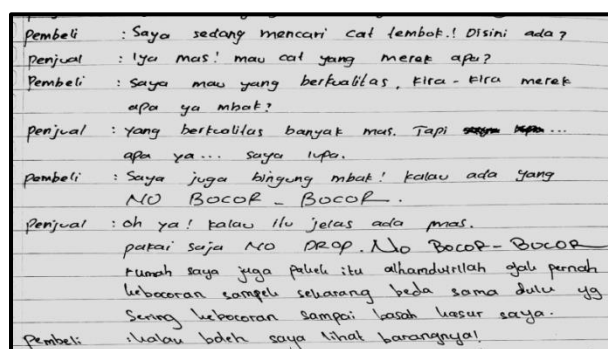 Pembeli : Saya sedang mencari cat tembok.! Disini ada?
Penjual : Iya mas! mau cat yang merek apa?
Pembeli : Saya mau yang berkualitas, kira - kira merek
apa ya mbak?
Penjual : yang berkualitas banyak mas. Tapi ...
apa ya ... saya lupa.
Pembeli : Saya juga bingung mbak! kalau ada yang
NO BOCOR - BOCOR.
Penjual : oh ya! kalau itu jelas ada mas.
pakai saja NO DROP. No BOCOR-BOCOR
rumah saya juga pakek itu alhamdurllah gak pernah
kebocoran sampek sekarang beda sama dulu yg
Sering kebocoran sampai basah kasur saya.
Pembeli : kalau boleh saya lihat barangnya!